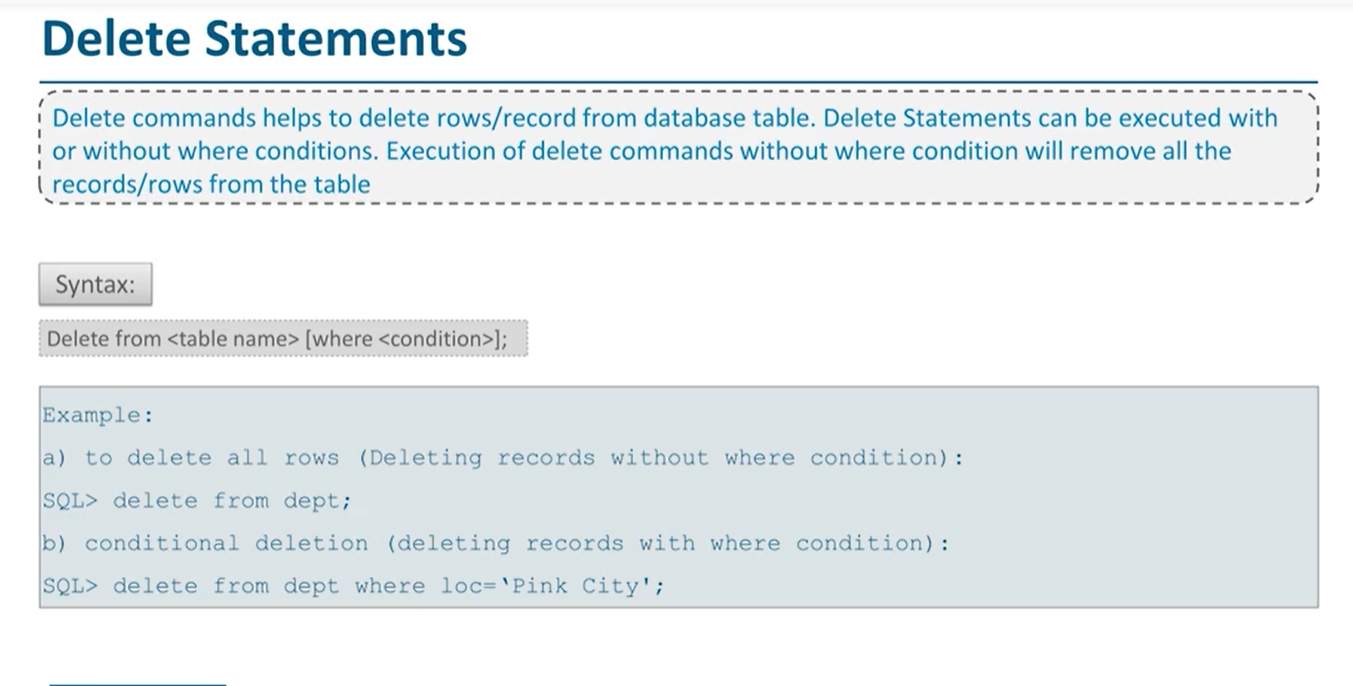 Delete Statements
Delete commands helps to delete rows/record from database table. Delete Statements can be executed with
or without where conditions. Execution of delete commands without where condition will remove all the
records/rows from the table
Syntax:
Delete from <table name> [where <condition>];
Example:
a) to delete all rows (Deleting records without where condition):
SQL> delete from dept;
b) conditional deletion (deleting records with where condition):
SQL> delete from dept where loc=‘Pink City';